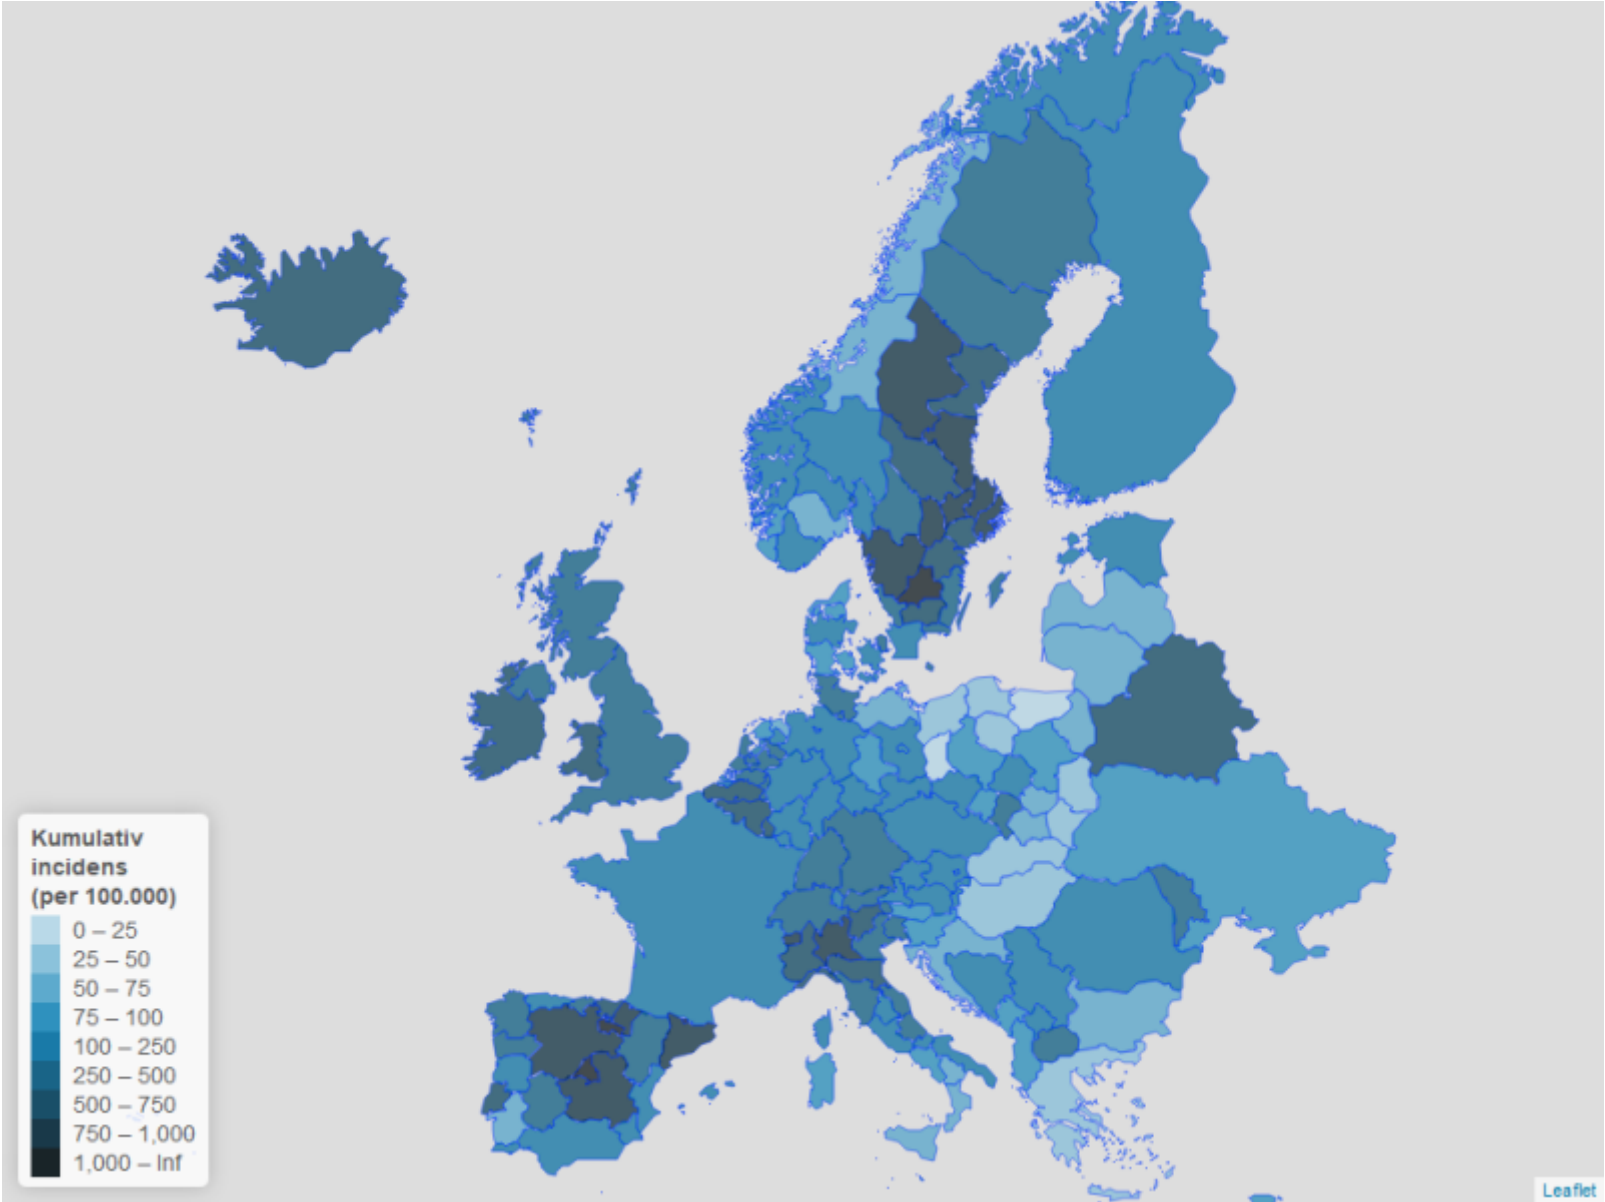 Kumulativ
incidens
(per 100.000)
0 – 25
25 – 50
50 – 75
75 – 100
100 – 250
250 – 500
500 – 750
750 – 1,000
1,000 – Inf
Leaflet